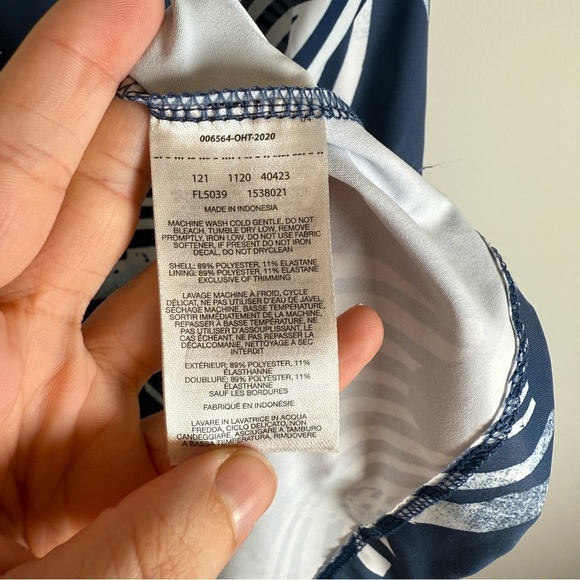 006564-OHT-2020
121 1120 40423
FL5039 1538021
MADE IN INDONESIA
MACHINE WASH COLD GENTLE, DO NOT
BLEACH, TUMBLE DRY LOW, REMOVE
PROMPTLY, IRON LOW, DO NOT USE FABRIC
SOFTENER, IF PRESENT DO NOT IRON
DECAL, DO NOT DRYCLEAN
SHELL: 89% POLYESTER, 11% ELASTANE
LINING: 89% POLYESTER, 11% ELASTANE
EXCLUSIVE OF TRIMMING
LAVAGE MACHINE À FROID, CYCLE
DÉLICAT, NE PAS UTILISER D'EAU DE JAVEL,
SÉCHAGE MACHINE, BASSE TEMPÉRATURE,
SORTIR IMMÉDIATEMENT DE LA MACHINE,
REPASSER À BASSE TEMPÉRATURE, NE
PAS UTILISER D'ASSOUPLISSANT, LE
CAS ÉCHÉANT, NE PAS REPASSER LA
DÉCALCOMANIE, NETTOYAGE À SEC
INTERDIT
EXTÉRIEUR: 89% POLYESTER, 11%
ÉLASTHANNE
DOUBLURE: 89% POLYESTER, 11%
ÉLASTHANNE
SAUF LES BORDURES
FABRIQUÉ EN INDONÉSIE
LAVARE IN LAVATRICE IN ACQUA
FREDDA, CICLO DELICATO, NON
CANDEGGIARE, ASCIUGARE A TAMBURO
A BASSA TEMPERATURA, RIMUOVERE